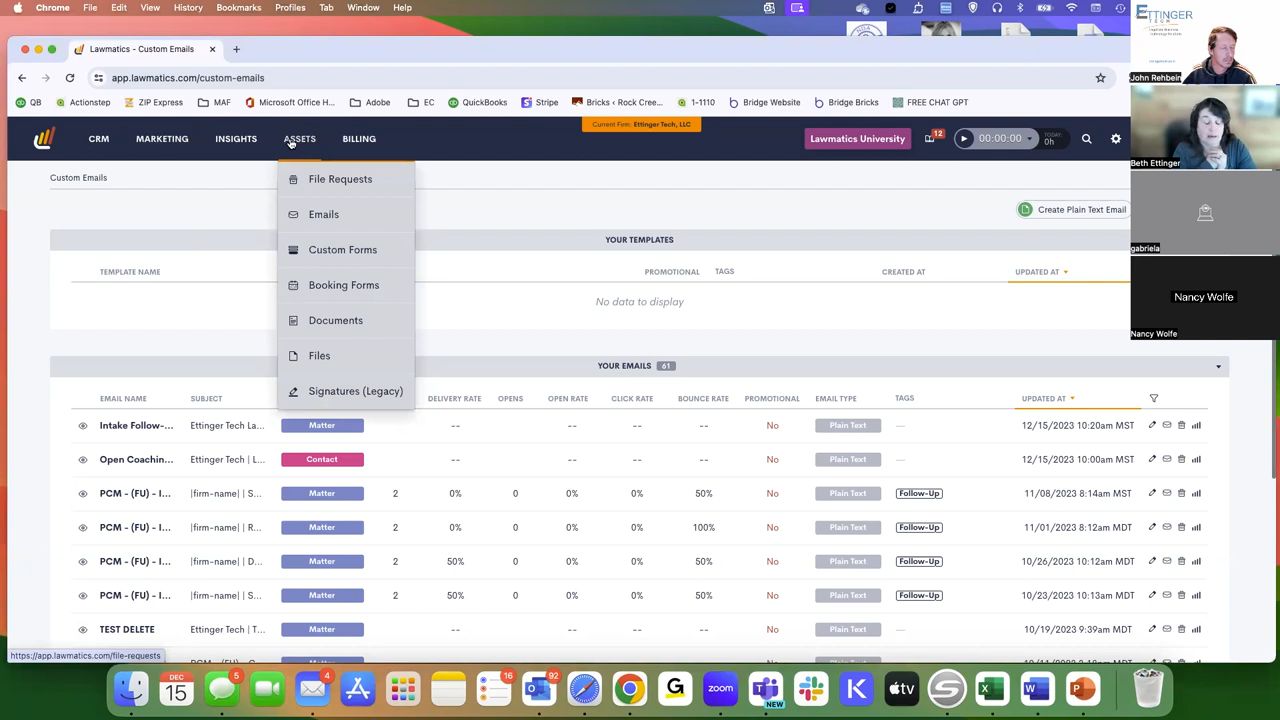 Window
Help
Bookmarks
Profiles
Tab
Lawmatics - Custom Emails
app.lawmatics.com/custom-emails
QB
Actionstep
ZIP Express
MAF
Microsoft Office H...
Adobe
EC
QuickBooks
Stripe
Bricks ‹ Rock Cree...
1-1110
Bridge Website
Bridge Bricks
FREE CHAT GPT
Current Firm: Ettinger Tech, LLC
CRM
MARKETING
INSIGHTS
ASSETS
BILLING
Lawmatics University
12
00:00:00
TODAY:
0h
Custom Emails
File Requests
Emails
Custom Forms
Booking Forms
Documents
Files
Signatures (Legacy)
Create Plain Text Email
YOUR TEMPLATES
TEMPLATE NAME
PROMOTIONAL
TAGS
CREATED AT
UPDATED AT
No data to display
YOUR EMAILS 61
EMAIL NAME SUBJECT DELIVERY RATE OPENS OPEN RATE CLICK RATE BOUNCE RATE PROMOTIONAL EMAIL TYPE TAGS UPDATED AT
Intake Follow-... Ettinger Tech La... Matter -- -- -- -- No Plain Text — 12/15/2023 10:20am MST
Open Coachin... Ettinger Tech | L... Contact -- -- -- -- No Plain Text — 12/15/2023 10:00am MST
PCM - (FU) - I... |firm-name| | S... Matter 2 0% 0 0% 0% 50% No Plain Text Follow-Up 11/08/2023 8:14am MST
PCM - (FU) - I... |firm-name| | R... Matter 2 0% 0 0% 0% 100% No Plain Text Follow-Up 11/01/2023 8:12am MDT
PCM - (FU) - I... |firm-name| | D... Matter 2 50% 0 0% 0% 50% No Plain Text Follow-Up 10/26/2023 10:12am MDT
PCM - (FU) - I... |firm-name| | S... Matter 2 50% 0 0% 0% 50% No Plain Text Follow-Up 10/23/2023 10:13am MDT
TEST DELETE Ettinger Tech | T... Matter -- -- -- -- No Plain Text — 10/19/2023 9:39am MDT
https://app.lawmatics.com/file-requests
ETTINGER
TECH
John Rehbein
Beth Ettinger
gabriela
Nancy Wolfe
Nancy Wolfe
DEC
15
5
4
16
92
zoom
NEW